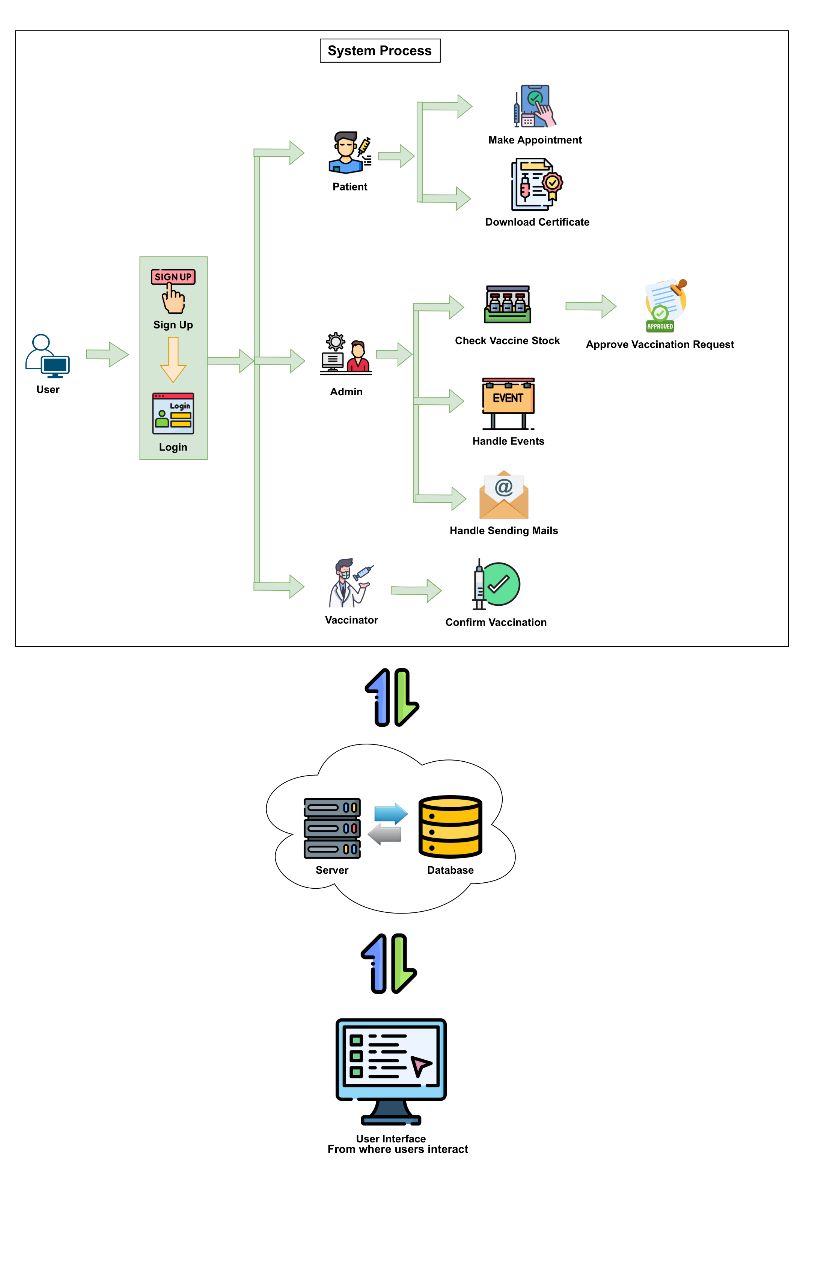 System Process
Make Appointment
Patient
Download Certificate
SIGN UP
Sign Up
Check Vaccine Stock
APPROVED
Approve Vaccination Request
User
Admin
Login
Login
EVENT
Handle Events
@
Handle Sending Mails
Vaccinator
Confirm Vaccination
Server
Database
User Interface
From where users interact